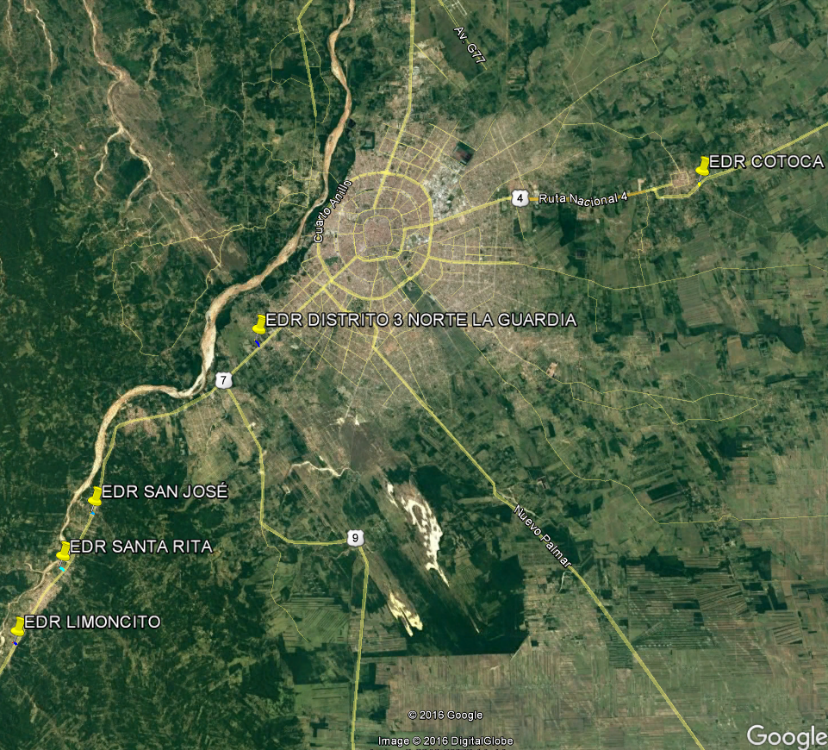 Av. G77
EDR COTOCA
4
Ruta Nacional 4
Cuarto Anillo
EDR DISTRITO 3 NORTE LA GUARDIA
7
EDR SAN JOSÉ
EDR SANTA RITA
9
Nuevo Palmar
EDR LIMONCITO
© 2016 Google
Image © 2016 DigitalGlobe
Google